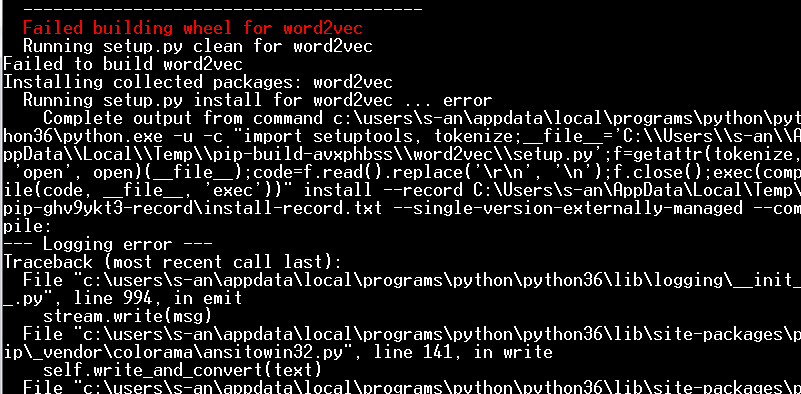 ----------------------------------------
Failed building wheel for word2vec
Running setup.py clean for word2vec
Failed to build word2vec
Installing collected packages: word2vec
Running setup.py install for word2vec ... error
Complete output from command c:\users\s-an\appdata\local\programs\python\pyt
hon36\python.exe -u -c "import setuptools, tokenize;__file__='C:\\Users\\s-an\\A
ppData\\Local\\Temp\\pip-build-avxphbss\\word2vec\\setup.py';f=getattr(tokenize,
'open', open)(__file__);code=f.read().replace('\r\n', '\n');f.close();exec(comp
ile(code, __file__, 'exec'))" install --record C:\Users\s-an\AppData\Local\Temp\
pip-ghv9ykt3-record\install-record.txt --single-version-externally-managed --com
pile:
--- Logging error ---
Traceback (most recent call last):
File "c:\users\s-an\appdata\local\programs\python\python36\lib\logging\__init_
_.py", line 994, in emit
stream.write(msg)
File "c:\users\s-an\appdata\local\programs\python\python36\lib\site-packages\p
ip\_vendor\colorama\ansitowin32.py", line 141, in write
self.write_and_convert(text)
File "c:\users\s-an\appdata\local\programs\python\python36\lib\site-packages\p